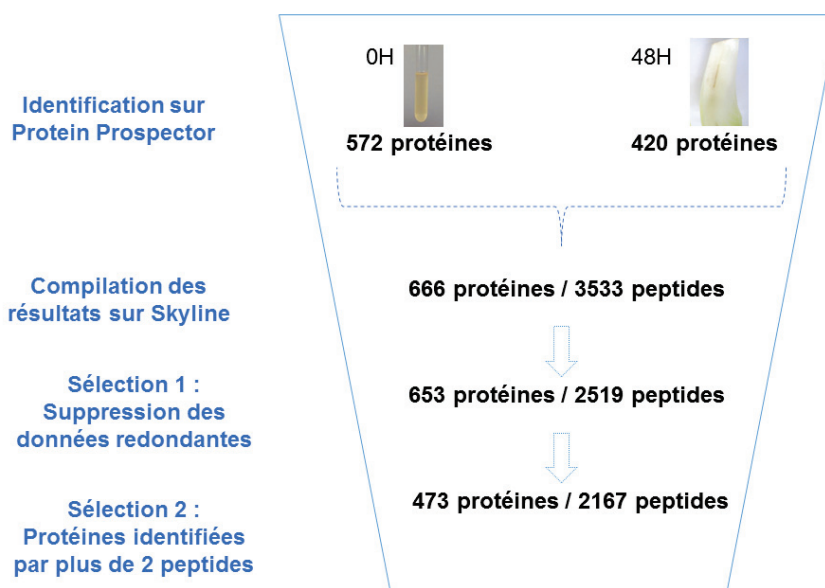 0H
48H
Identification sur
Protein Prospector
572 protéines
420 protéines
Compilation des
résultats sur Skyline
666 protéines / 3533 peptides
Sélection 1 :
Suppression des
données redondantes
653 protéines / 2519 peptides
Sélection 2 :
Protéines identifiées
par plus de 2 peptides
473 protéines / 2167 peptides